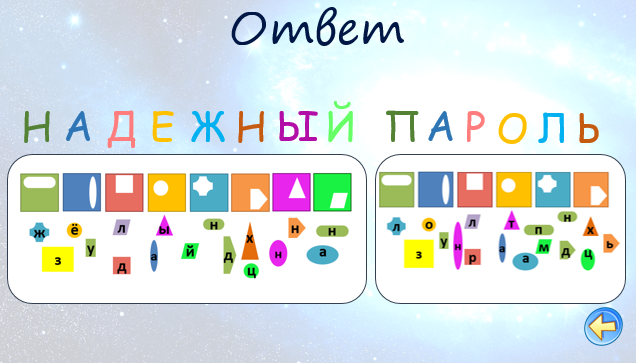 Ответ
НАДЕЖНЫЙ ПАРОЛЬ
ж ё л ы н н н
з у д а й д х ц н а
л о л т п н х ь
з у н р а а м д ц